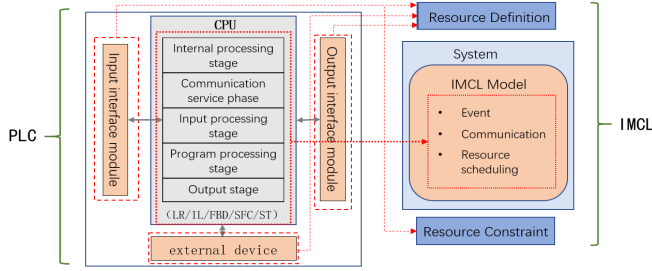 CPU
Internal processing
stage
Communication
service phase
Input processing
stage
Program processing
stage
Output stage
(LR/IL/FBD/SFC/ST)
Input interface module
Output interface module
external device
PLC
Resource Definition
System
IMCL Model
• Event
• Communication
• Resource
scheduling
Resource Constraint
IMCL